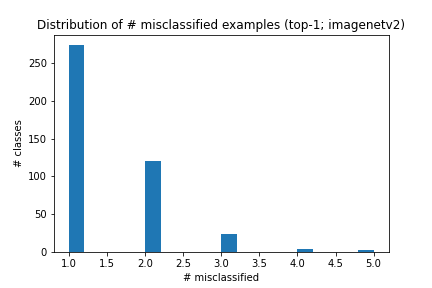 Distribution of # misclassified examples (top-1; imagenetv2)
250
200
150
100
50
0
# classes
1.0 1.5 2.0 2.5 3.0 3.5 4.0 4.5 5.0
# misclassified